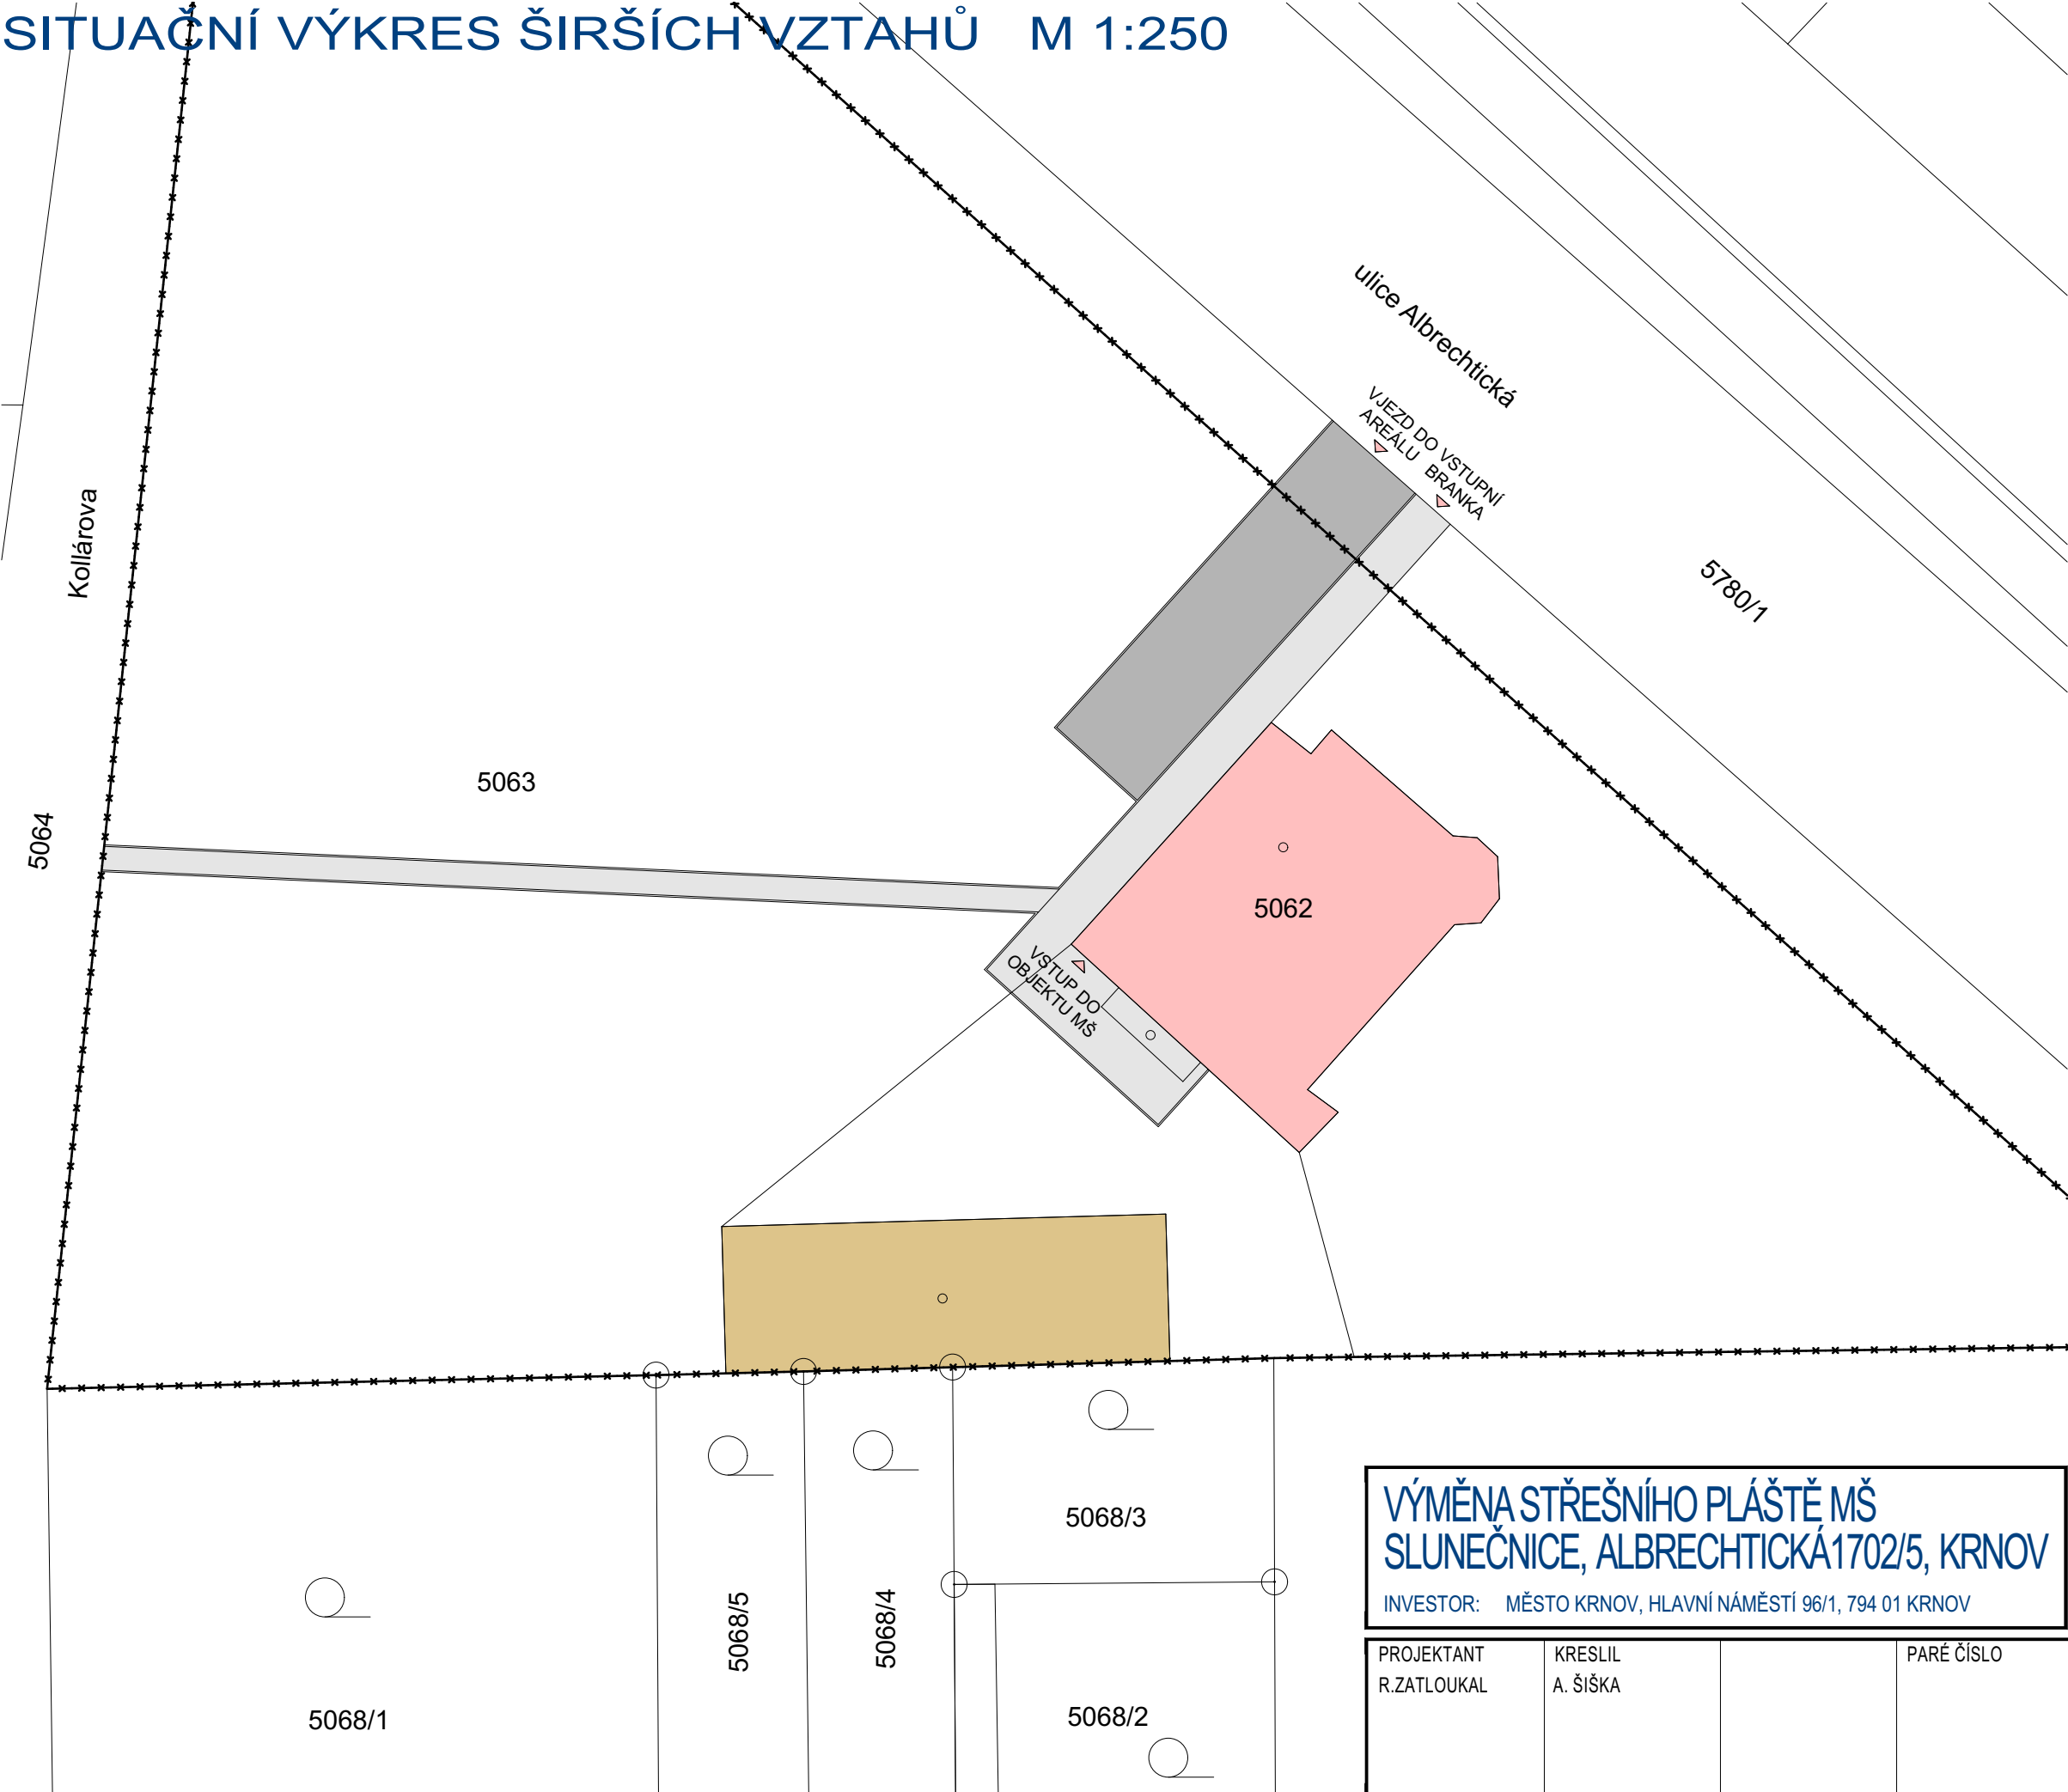 SITUAČNÍ VÝKRES ŠIRŠÍCH VZTAHŮ M 1:250
ulice Albrechtická
VJEZD DO
AREÁLU
VSTUPNÍ
BRANKA
Kollárova
5780/1
5063
5064
5062
VSTUP DO
OBJEKTU MŠ
5068/3
5068/5
5068/4
5068/1
5068/2
VÝMĚNA STŘEŠNÍHO PLÁŠTĚ MŠ
SLUNEČNICE, ALBRECHTICKÁ1702/5, KRNOV
INVESTOR: MĚSTO KRNOV, HLAVNÍ NÁMĚSTÍ 96/1, 794 01 KRNOV
PROJEKTANT
R.ZATLOUKAL
KRESLIL
A. ŠIŠKA
PARÉ ČÍSLO